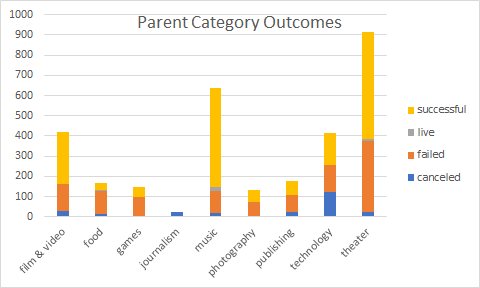 Parent Category Outcomes
1000
900
800
700
600
500
400
300
200
100
0
film & video
food
games
journalism
music
photography
publishing
technology
theater
successful
live
failed
canceled